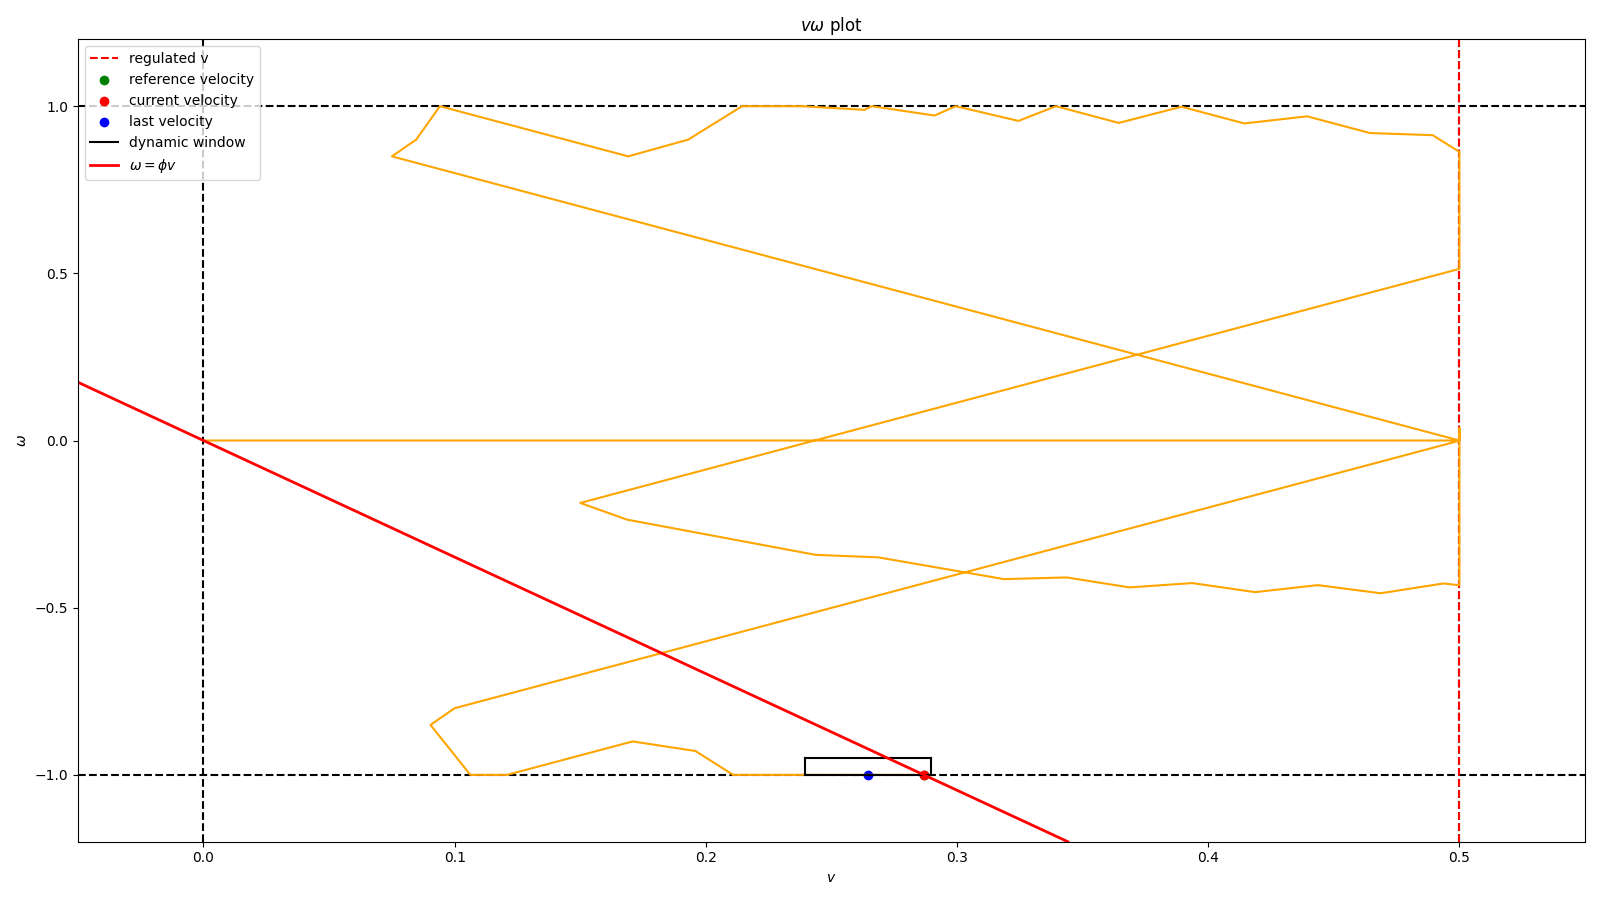 vω plot
regulated v
reference velocity
current velocity
last velocity
dynamic window
ω = ϕv
1.0
0.5
0.0
−0.5
−1.0
ω
0.0 0.1 0.2 0.3 0.4 0.5
v